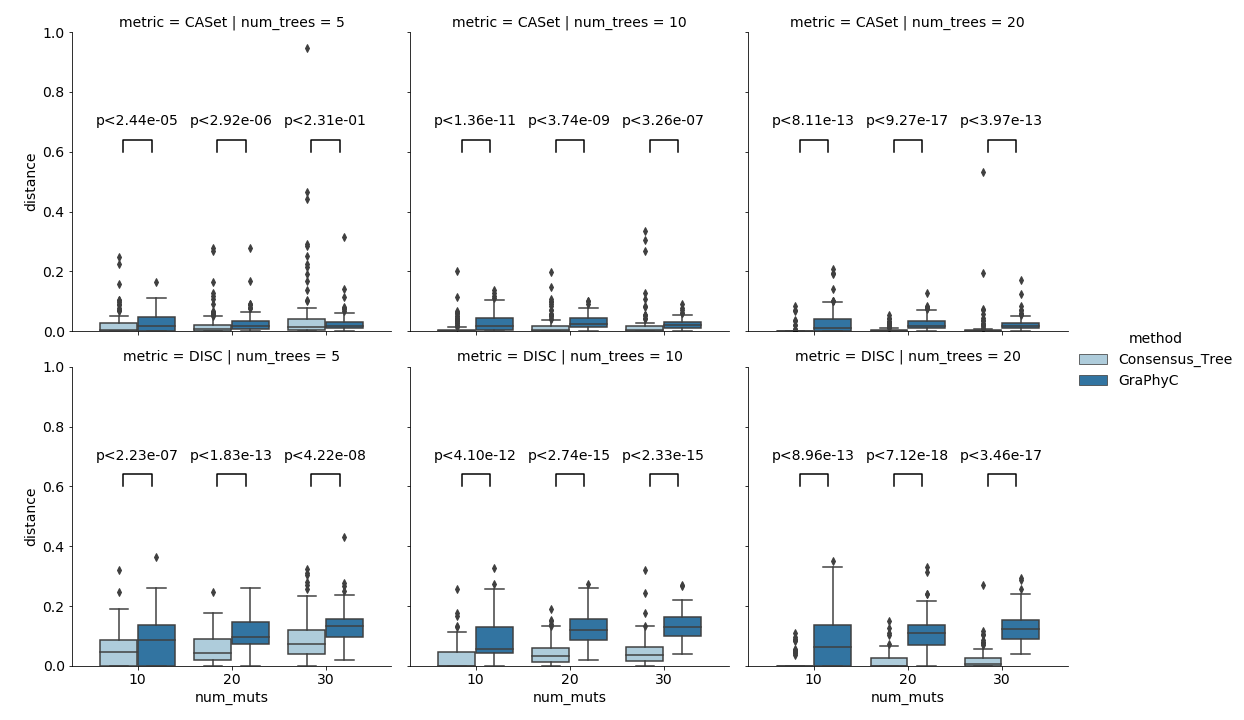 metric = CASet | num_trees = 5
metric = CASet | num_trees = 10
metric = CASet | num_trees = 20
1.0
0.8
0.6
0.4
0.2
0.0
distance
p<2.44e-05 p<2.92e-06 p<2.31e-01
p<1.36e-11 p<3.74e-09 p<3.26e-07
p<8.11e-13 p<9.27e-17 p<3.97e-13
metric = DISC | num_trees = 5
metric = DISC | num_trees = 10
metric = DISC | num_trees = 20
1.0
0.8
0.6
0.4
0.2
0.0
distance
p<2.23e-07 p<1.83e-13 p<4.22e-08
p<4.10e-12 p<2.74e-15 p<2.33e-15
p<8.96e-13 p<7.12e-18 p<3.46e-17
10 20 30
10 20 30
10 20 30
num_muts
num_muts
num_muts
method
Consensus_Tree
GraPhyC